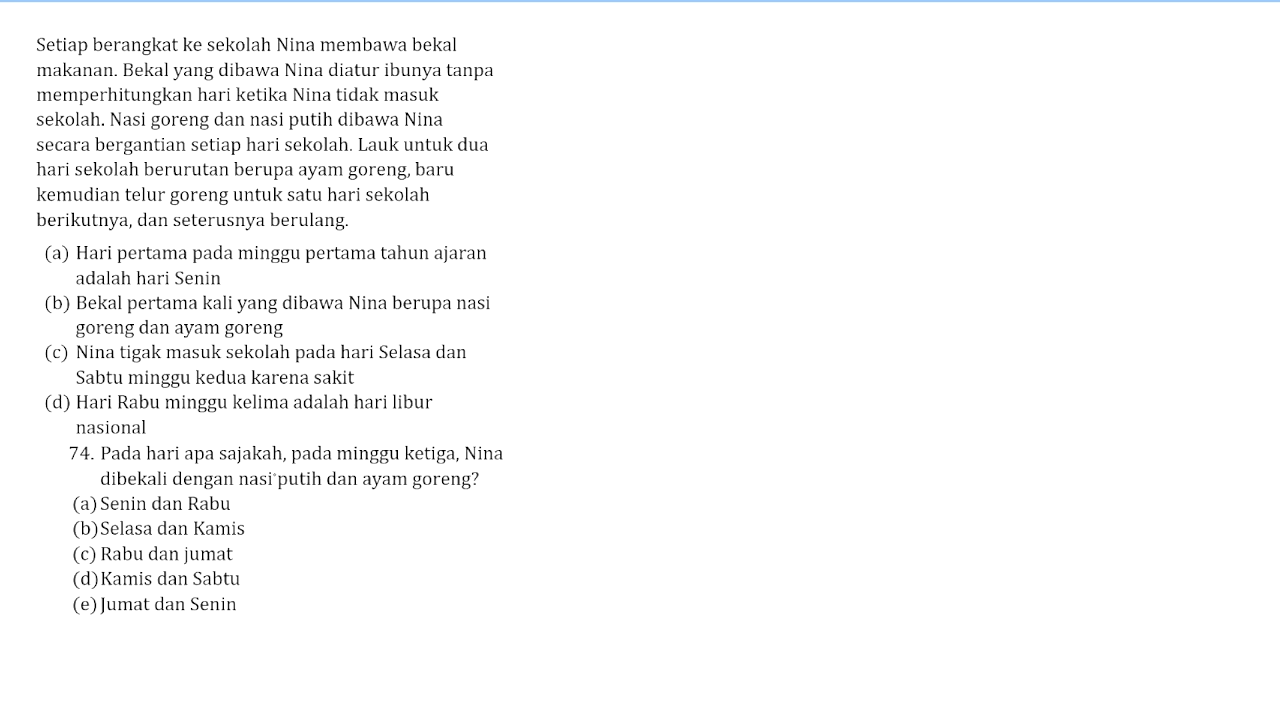 Setiap berangkat ke sekolah Nina membawa bekal
makanan. Bekal yang dibawa Nina diatur ibunya tanpa
memperhitungkan hari ketika Nina tidak masuk
sekolah. Nasi goreng dan nasi putih dibawa Nina
secara bergantian setiap hari sekolah. Lauk untuk dua
hari sekolah berurutan berupa ayam goreng, baru
kemudian telur goreng untuk satu hari sekolah
berikutnya, dan seterusnya berulang.
(a) Hari pertama pada minggu pertama tahun ajaran
adalah hari Senin
(b) Bekal pertama kali yang dibawa Nina berupa nasi
goreng dan ayam goreng
(c) Nina tigak masuk sekolah pada hari Selasa dan
Sabtu minggu kedua karena sakit
(d) Hari Rabu minggu kelima adalah hari libur
nasional
74. Pada hari apa sajakah, pada minggu ketiga, Nina
dibekali dengan nasi putih dan ayam goreng?
(a) Senin dan Rabu
(b) Selasa dan Kamis
(c) Rabu dan jumat
(d) Kamis dan Sabtu
(e) Jumat dan Senin